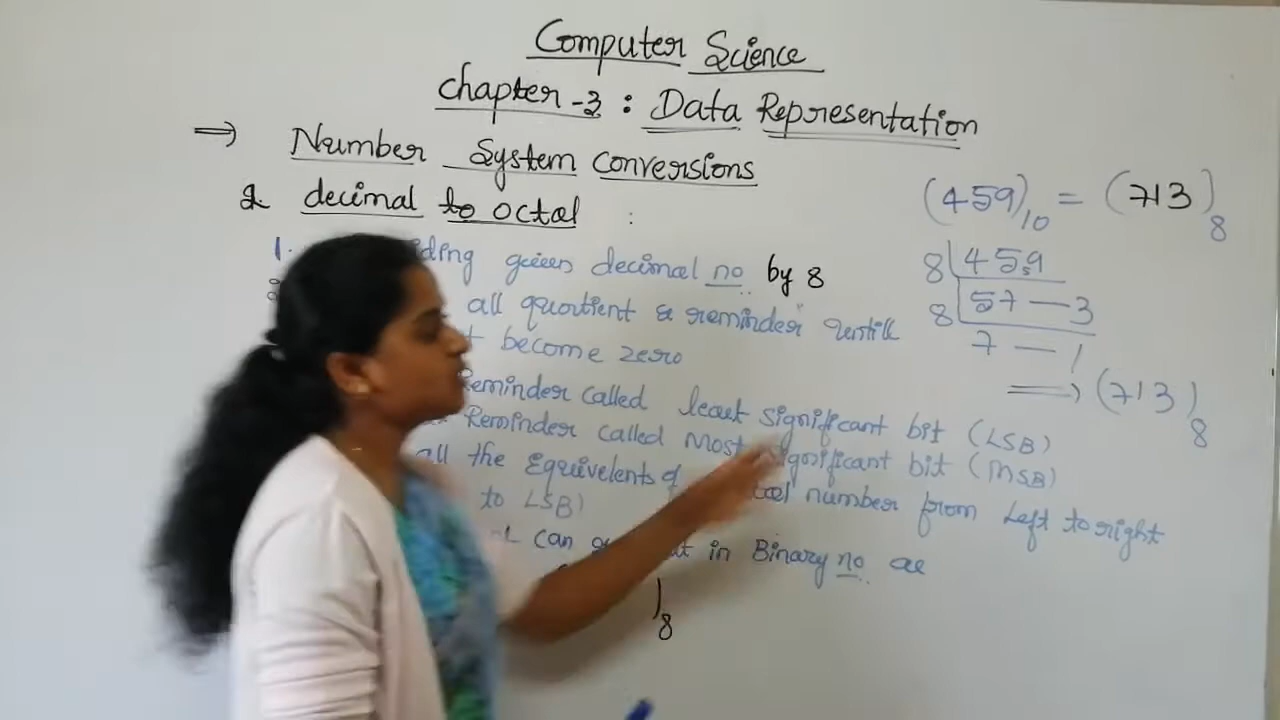 Computer Science
Chapter-3 : Data Representation
⇒ Number System Conversions
2 decimal to octal :
1. ding given decimal no by 8
all quotient & reminder untill
t become zero
Reminder called least significant bit (LSB)
Reminder called Most significant bit (MSB)
all the Equivelents of number from Left to right
to LSB)
can in Binary no as
)8
(459)10 = (713)8
8 459
8 57 — 3
7 — 1
⇒ (713)8